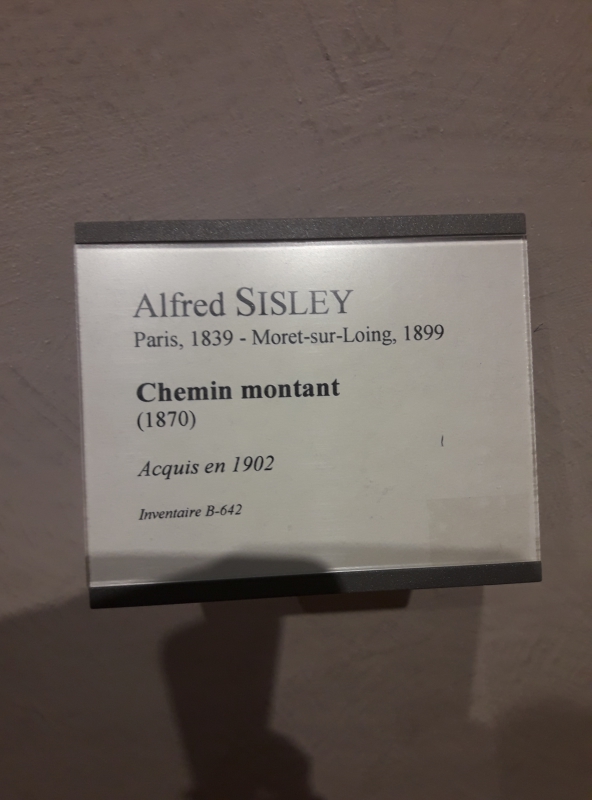 Alfred SISLEY
Paris, 1839 - Moret-sur-Loing, 1899
Chemin montant
(1870)
Acquis en 1902
Inventaire B-642